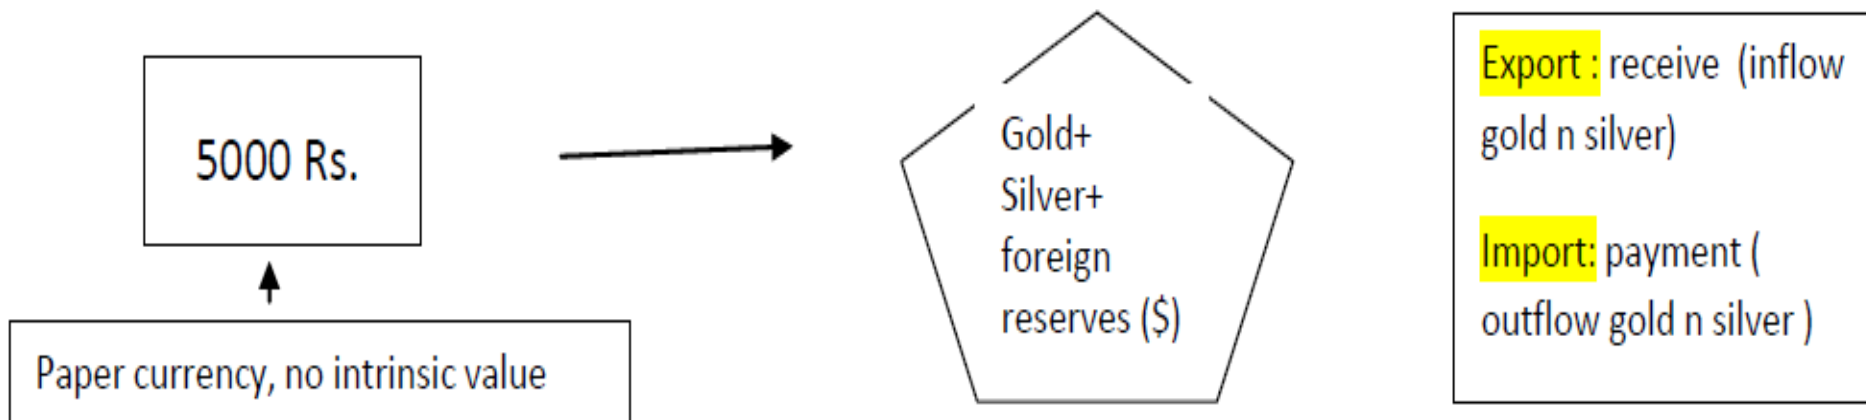 5000 Rs.
Paper currency, no intrinsic value
Gold+
Silver+
foreign
reserves ($)
Export : receive (inflow
gold n silver)
Import: payment (
outflow gold n silver )